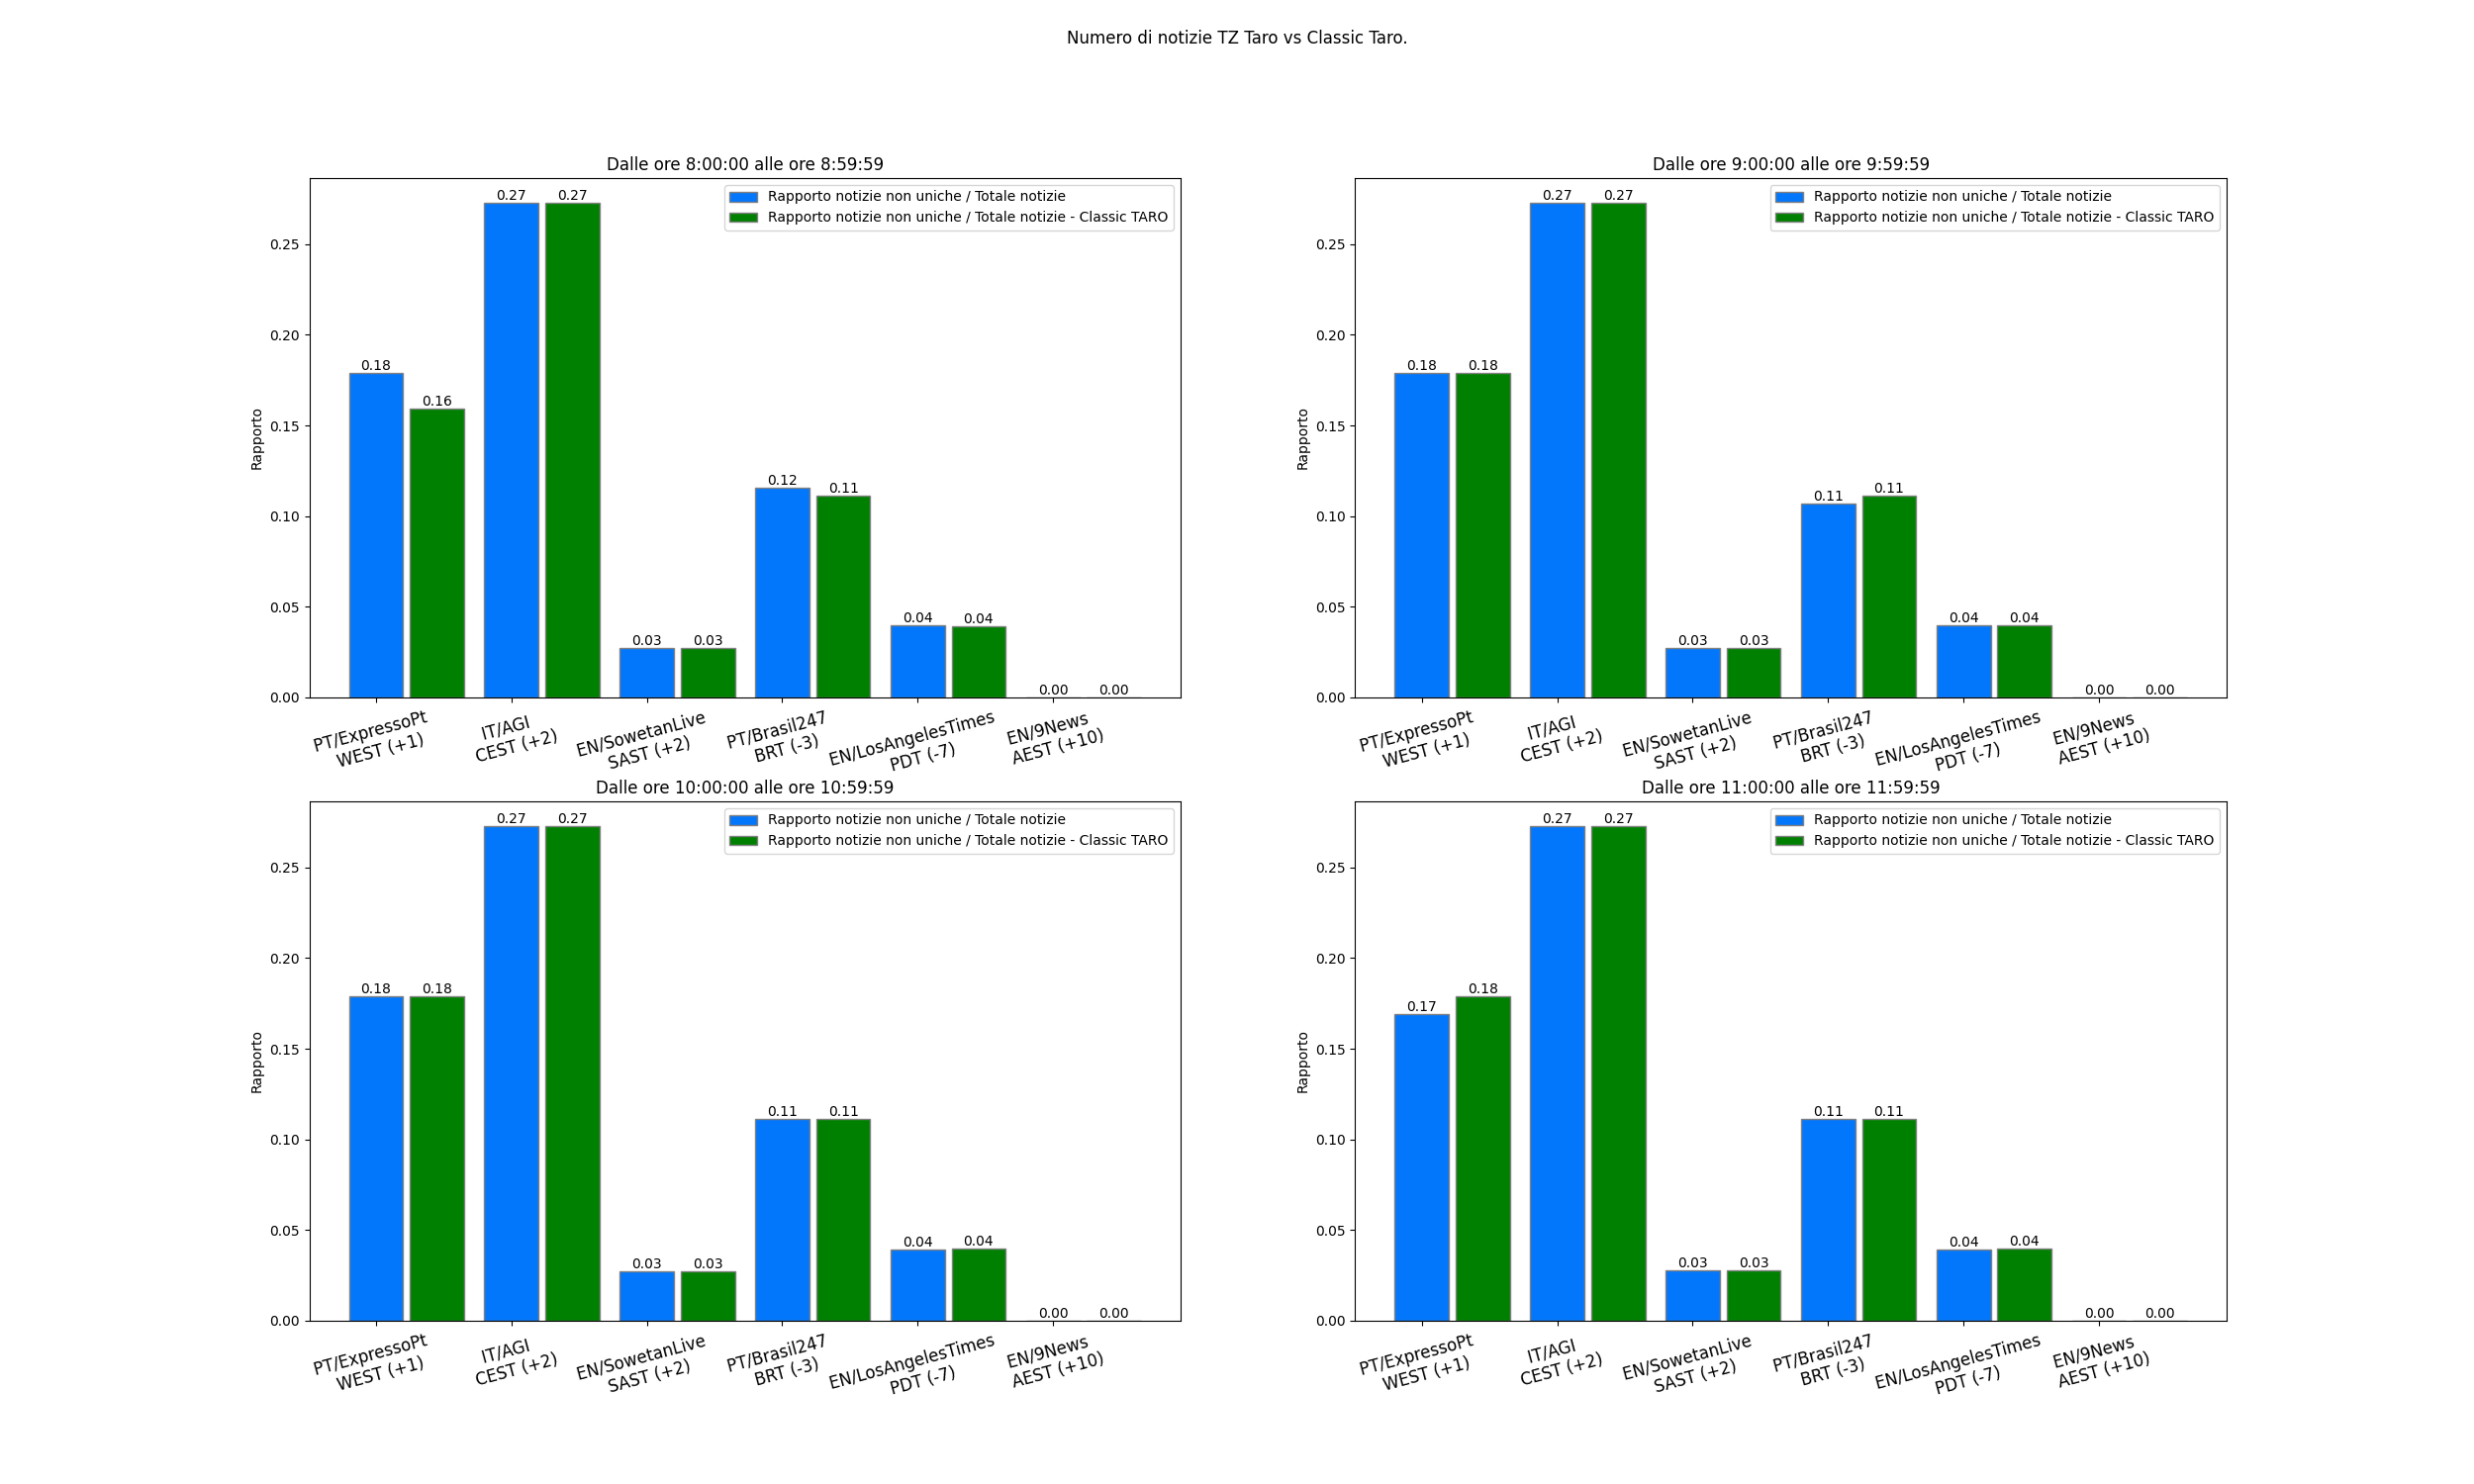 Numero di notizie TZ Taro vs Classic Taro.
Dalle ore 8:00:00 alle ore 8:59:59
Rapporto notizie non uniche / Totale notizie
Rapporto notizie non uniche / Totale notizie - Classic TARO
Rapporto
0.25
0.20
0.15
0.10
0.05
0.00
0.18
0.16
0.27
0.27
0.03
0.03
0.12
0.11
0.04
0.04
0.00
0.00
PT/ExpressoPt
WEST (+1)
IT/AGI
CEST (+2)
EN/SowetanLive
SAST (+2)
PT/Brasil247
BRT (-3)
EN/LosAngelesTimes
PDT (-7)
EN/9News
AEST (+10)
Dalle ore 9:00:00 alle ore 9:59:59
Rapporto notizie non uniche / Totale notizie
Rapporto notizie non uniche / Totale notizie - Classic TARO
Rapporto
0.25
0.20
0.15
0.10
0.05
0.00
0.18
0.18
0.27
0.27
0.03
0.03
0.11
0.11
0.04
0.04
0.00
0.00
PT/ExpressoPt
WEST (+1)
IT/AGI
CEST (+2)
EN/SowetanLive
SAST (+2)
PT/Brasil247
BRT (-3)
EN/LosAngelesTimes
PDT (-7)
EN/9News
AEST (+10)
Dalle ore 10:00:00 alle ore 10:59:59
Rapporto notizie non uniche / Totale notizie
Rapporto notizie non uniche / Totale notizie - Classic TARO
Rapporto
0.25
0.20
0.15
0.10
0.05
0.00
0.18
0.18
0.27
0.27
0.03
0.03
0.11
0.11
0.04
0.04
0.00
0.00
PT/ExpressoPt
WEST (+1)
IT/AGI
CEST (+2)
EN/SowetanLive
SAST (+2)
PT/Brasil247
BRT (-3)
EN/LosAngelesTimes
PDT (-7)
EN/9News
AEST (+10)
Dalle ore 11:00:00 alle ore 11:59:59
Rapporto notizie non uniche / Totale notizie
Rapporto notizie non uniche / Totale notizie - Classic TARO
Rapporto
0.25
0.20
0.15
0.10
0.05
0.00
0.17
0.18
0.27
0.27
0.03
0.03
0.11
0.11
0.04
0.04
0.00
0.00
PT/ExpressoPt
WEST (+1)
IT/AGI
CEST (+2)
EN/SowetanLive
SAST (+2)
PT/Brasil247
BRT (-3)
EN/LosAngelesTimes
PDT (-7)
EN/9News
AEST (+10)